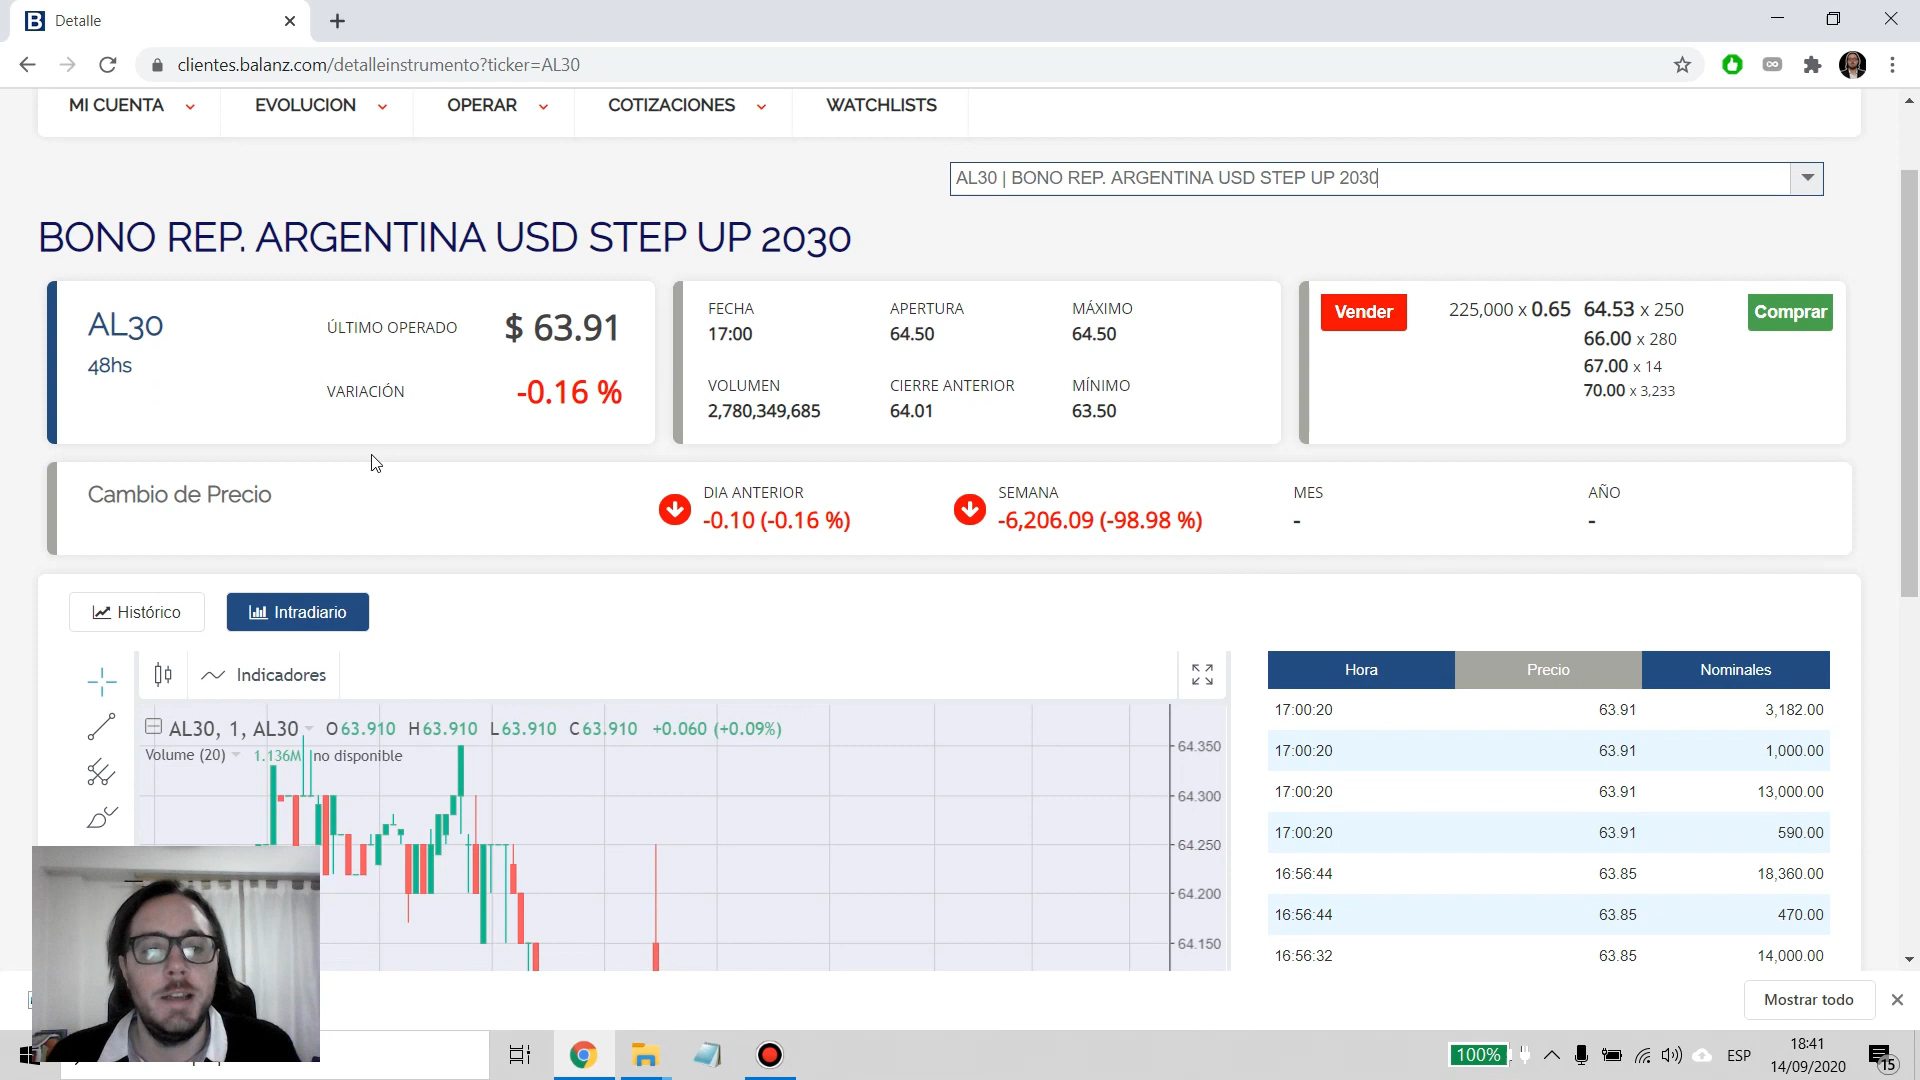 B Detalle
clientes.balanz.com/detalleinstrumento?ticker=AL30
MI CUENTA
EVOLUCION
OPERAR
COTIZACIONES
WATCHLISTS
AL30 | BONO REP. ARGENTINA USD STEP UP 2030
BONO REP. ARGENTINA USD STEP UP 2030
AL30
48hs
ÚLTIMO OPERADO
$ 63.91
VARIACIÓN
-0.16 %
FECHA
17:00
APERTURA
64.50
MÁXIMO
64.50
VOLUMEN
2,780,349,685
CIERRE ANTERIOR
64.01
MÍNIMO
63.50
Vender
225,000 x 0.65
64.53 x 250
66.00 x 280
67.00 x 14
70.00 x 3,233
Comprar
Cambio de Precio
DIA ANTERIOR
-0.10 (-0.16 %)
SEMANA
-6,206.09 (-98.98 %)
MES
-
AÑO
-
Histórico
Intradiario
Indicadores
AL30, 1, AL30 O63.910 H63.910 L63.910 C63.910 +0.060 (+0.09%)
Volume (20) 1.136M no disponible
64.350
64.300
64.250
64.200
64.150
Hora Precio Nominales
17:00:20 63.91 3,182.00
17:00:20 63.91 1,000.00
17:00:20 63.91 13,000.00
17:00:20 63.91 590.00
16:56:44 63.85 18,360.00
16:56:44 63.85 470.00
16:56:32 63.85 14,000.00
Mostrar todo
100%
ESP
18:41
14/09/2020
15